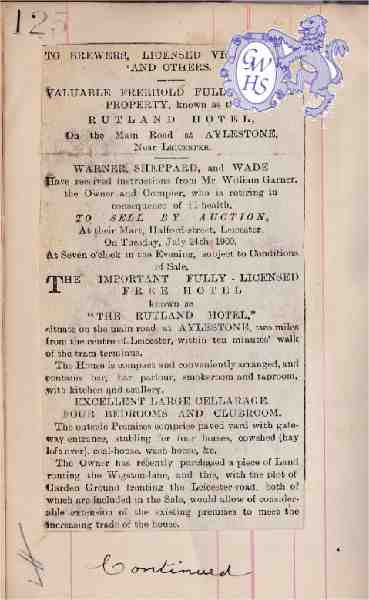 125
TO BREWERS, LICENSED
AND OTHERS.
VALUABLE FREEHOLD FULL
PROPERTY, known as
RUTLAND HOTEL,
On the Main Road at AYLESTONE,
Near LEICESTER.
WARNER, SHEPPARD, and WADE
Have received instructions from Mr William Garner,
the Owner and Occupier, who is retiring in
consequence of ill-health,
TO SELL BY AUCTION,
At their Mart, Halford-street, Leicester,
On Tuesday, July 24th, 1900,
At Seven o'clock in the Evening, subject to Conditions
of Sale,
THE IMPORTANT FULLY-LICENSED
FREE HOTEL
known as
"THE RUTLAND HOTEL,"
situate on the main road at AYLESTONE, two miles
from the centre of Leicester, within ten minutes' walk
of the tram terminus.
The House is compact and conveniently arranged, and
contains bar, bar parlour, smokeroom and taproom,
with kitchen and scullery.
EXCELLENT LARGE CELLARAGE.
FOUR BEDROOMS AND CLUBROOM.
The outside Premises comprise paved yard with gate-
way entrance, stabling for four horses, cowshed (hay
loft over), coal-house, wash-house, &c.
The Owner has recently purchased a piece of Land
fronting the Wigston-lane, and this, with the plot of
Garden Ground fronting the Leicester-road, both of
which are included in the Sale, would allow of consider-
able extension of the existing premises to meet the
increasing trade of the house.
Continued
GW
HS